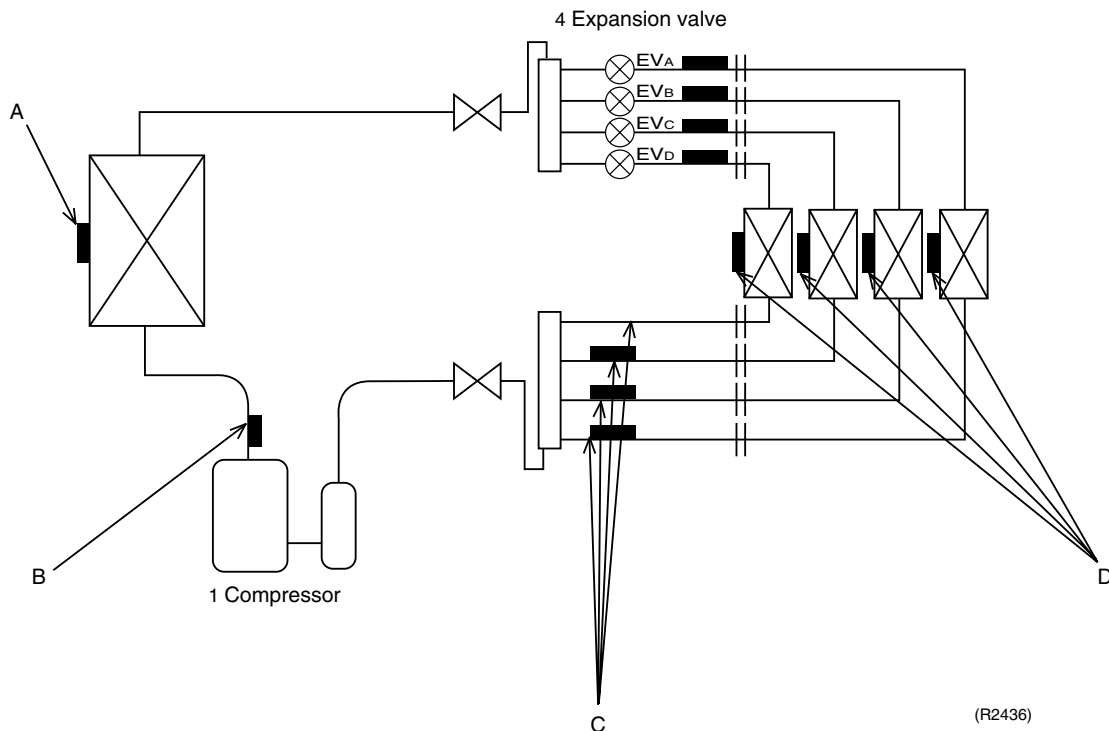 4 Expansion valve
EVA
EVB
EVC
EVD
A
B
1 Compressor
D
C
(R2436)